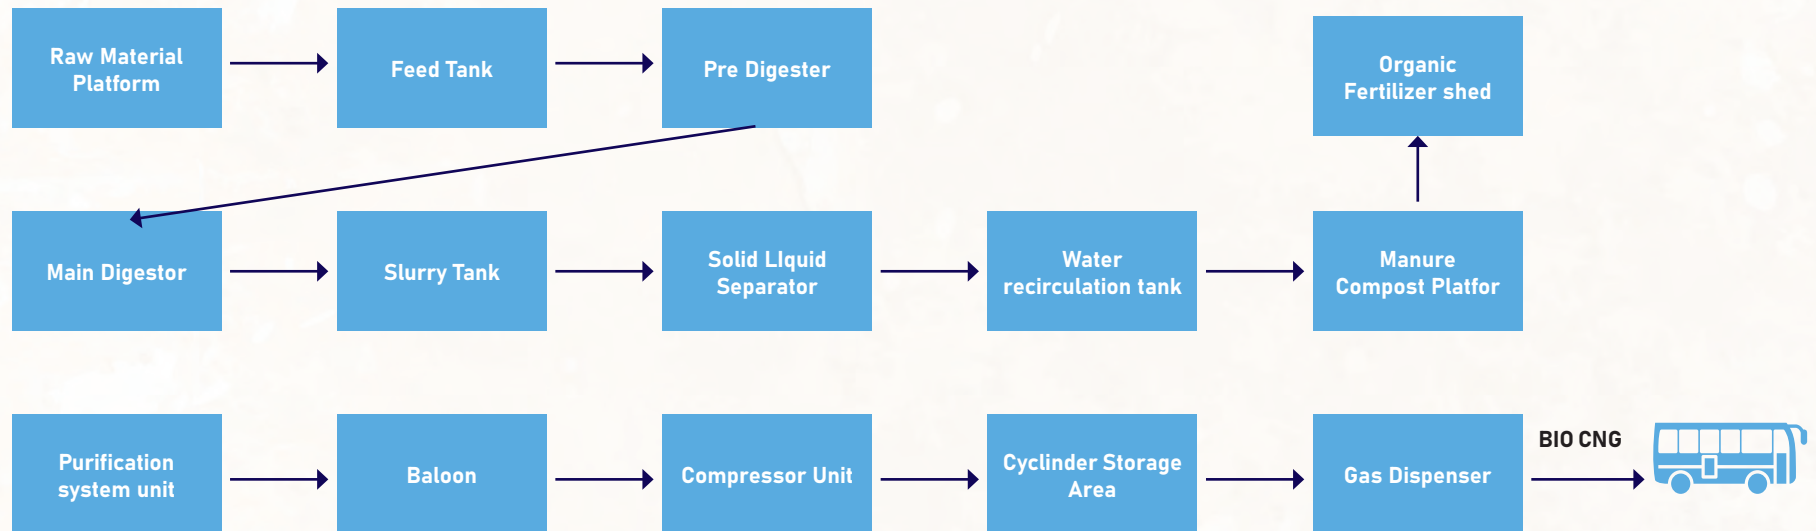 Raw Material
Platform
Feed Tank
Pre Digester
Organic
Fertilizer shed
Main Digestor
Slurry Tank
Solid LIquid
Separator
Water
recirculation tank
Manure
Compost Platfor
Purification
system unit
Baloon
Compressor Unit
Cyclinder Storage
Area
Gas Dispenser
BIO CNG